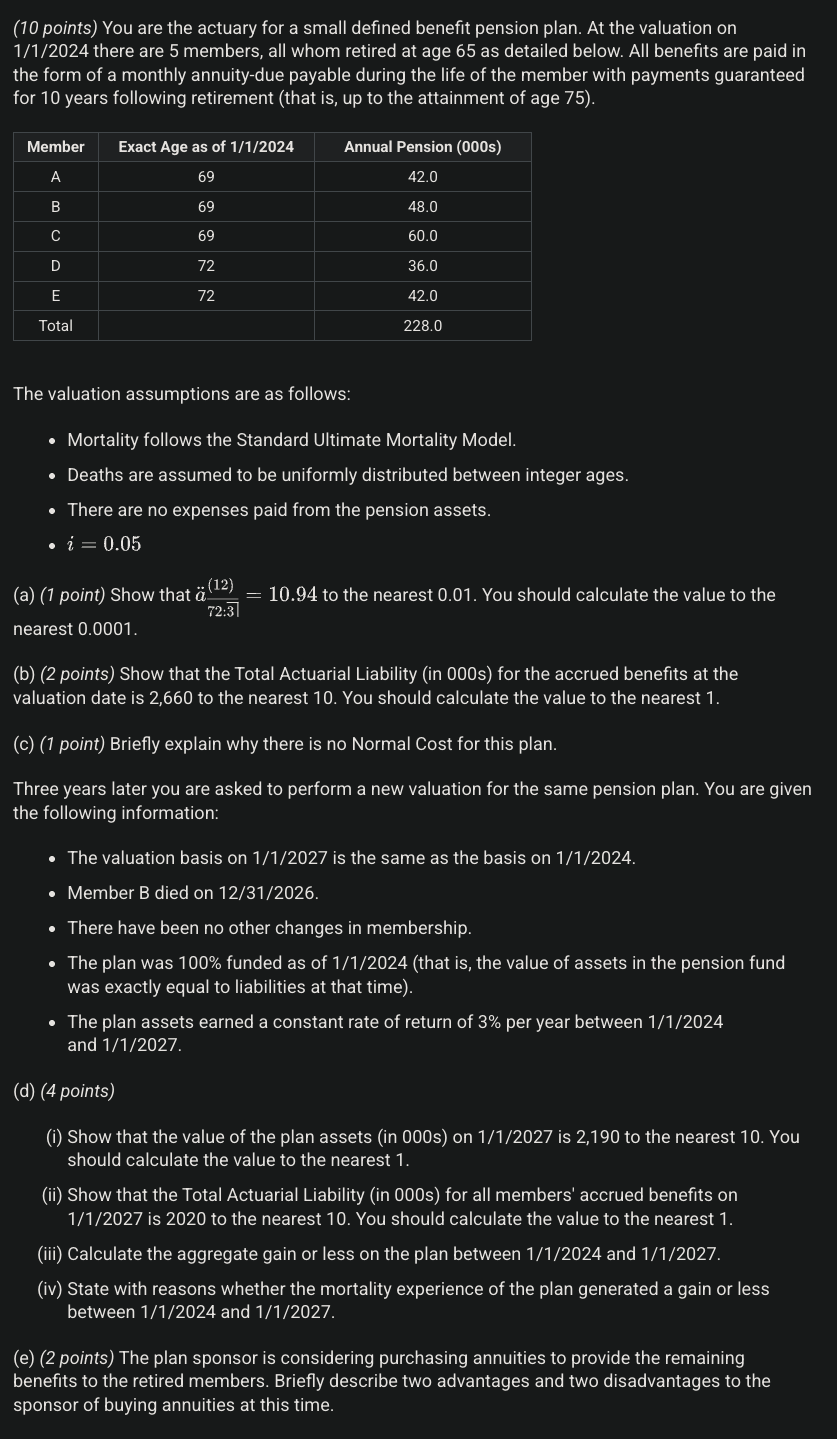 (10 points) You are the actuary for a small defined benefit pension plan. At the valuation on
1/1/2024 there are 5 members, all whom retired at age 65 as detailed below. All benefits are paid in
the form of a monthly annuity-due payable during the life of the member with payments guaranteed
for 10 years following retirement (that is, up to the attainment of age 75).
Member Exact Age as of 1/1/2024 Annual Pension (000s)
A 69 42.0
B 69 48.0
C 69 60.0
D 72 36.0
E 72 42.0
Total 228.0
The valuation assumptions are as follows:
• Mortality follows the Standard Ultimate Mortality Model.
• Deaths are assumed to be uniformly distributed between integer ages.
• There are no expenses paid from the pension assets.
• i = 0.05
(a) (1 point) Show that ä^{(12)}_{\overline{72:\overline{3|}}} = 10.94 to the nearest 0.01. You should calculate the value to the
nearest 0.0001.
(b) (2 points) Show that the Total Actuarial Liability (in 000s) for the accrued benefits at the
valuation date is 2,660 to the nearest 10. You should calculate the value to the nearest 1.
(c) (1 point) Briefly explain why there is no Normal Cost for this plan.
Three years later you are asked to perform a new valuation for the same pension plan. You are given
the following information:
• The valuation basis on 1/1/2027 is the same as the basis on 1/1/2024.
• Member B died on 12/31/2026.
• There have been no other changes in membership.
• The plan was 100% funded as of 1/1/2024 (that is, the value of assets in the pension fund
was exactly equal to liabilities at that time).
• The plan assets earned a constant rate of return of 3% per year between 1/1/2024
and 1/1/2027.
(d) (4 points)
(i) Show that the value of the plan assets (in 000s) on 1/1/2027 is 2,190 to the nearest 10. You
should calculate the value to the nearest 1.
(ii) Show that the Total Actuarial Liability (in 000s) for all members' accrued benefits on
1/1/2027 is 2020 to the nearest 10. You should calculate the value to the nearest 1.
(iii) Calculate the aggregate gain or less on the plan between 1/1/2024 and 1/1/2027.
(iv) State with reasons whether the mortality experience of the plan generated a gain or less
between 1/1/2024 and 1/1/2027.
(e) (2 points) The plan sponsor is considering purchasing annuities to provide the remaining
benefits to the retired members. Briefly describe two advantages and two disadvantages to the
sponsor of buying annuities at this time.